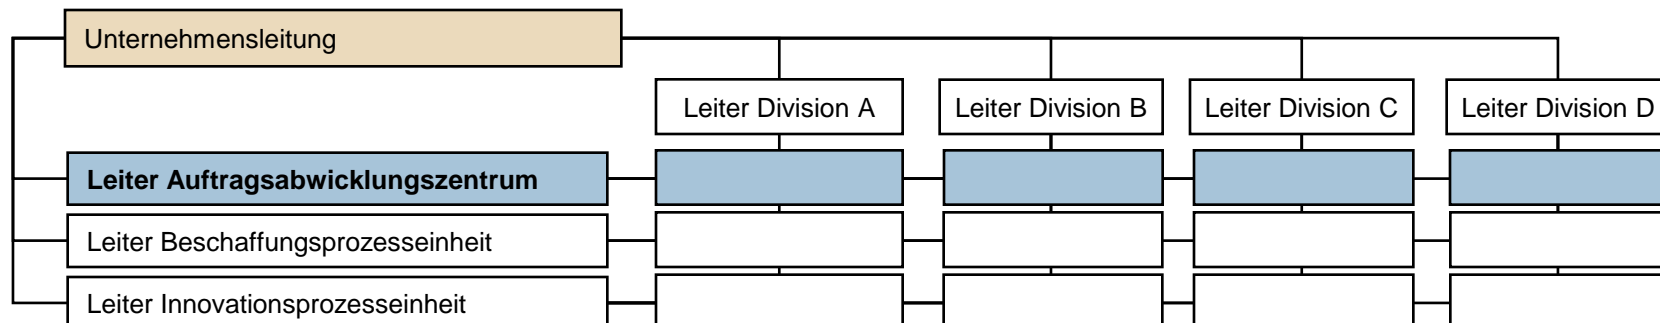 Unternehmensleitung
Leiter Division A
Leiter Division B
Leiter Division C
Leiter Division D
Leiter Auftragsabwicklungszentrum
Leiter Beschaffungsprozesseinheit
Leiter Innovationsprozesseinheit